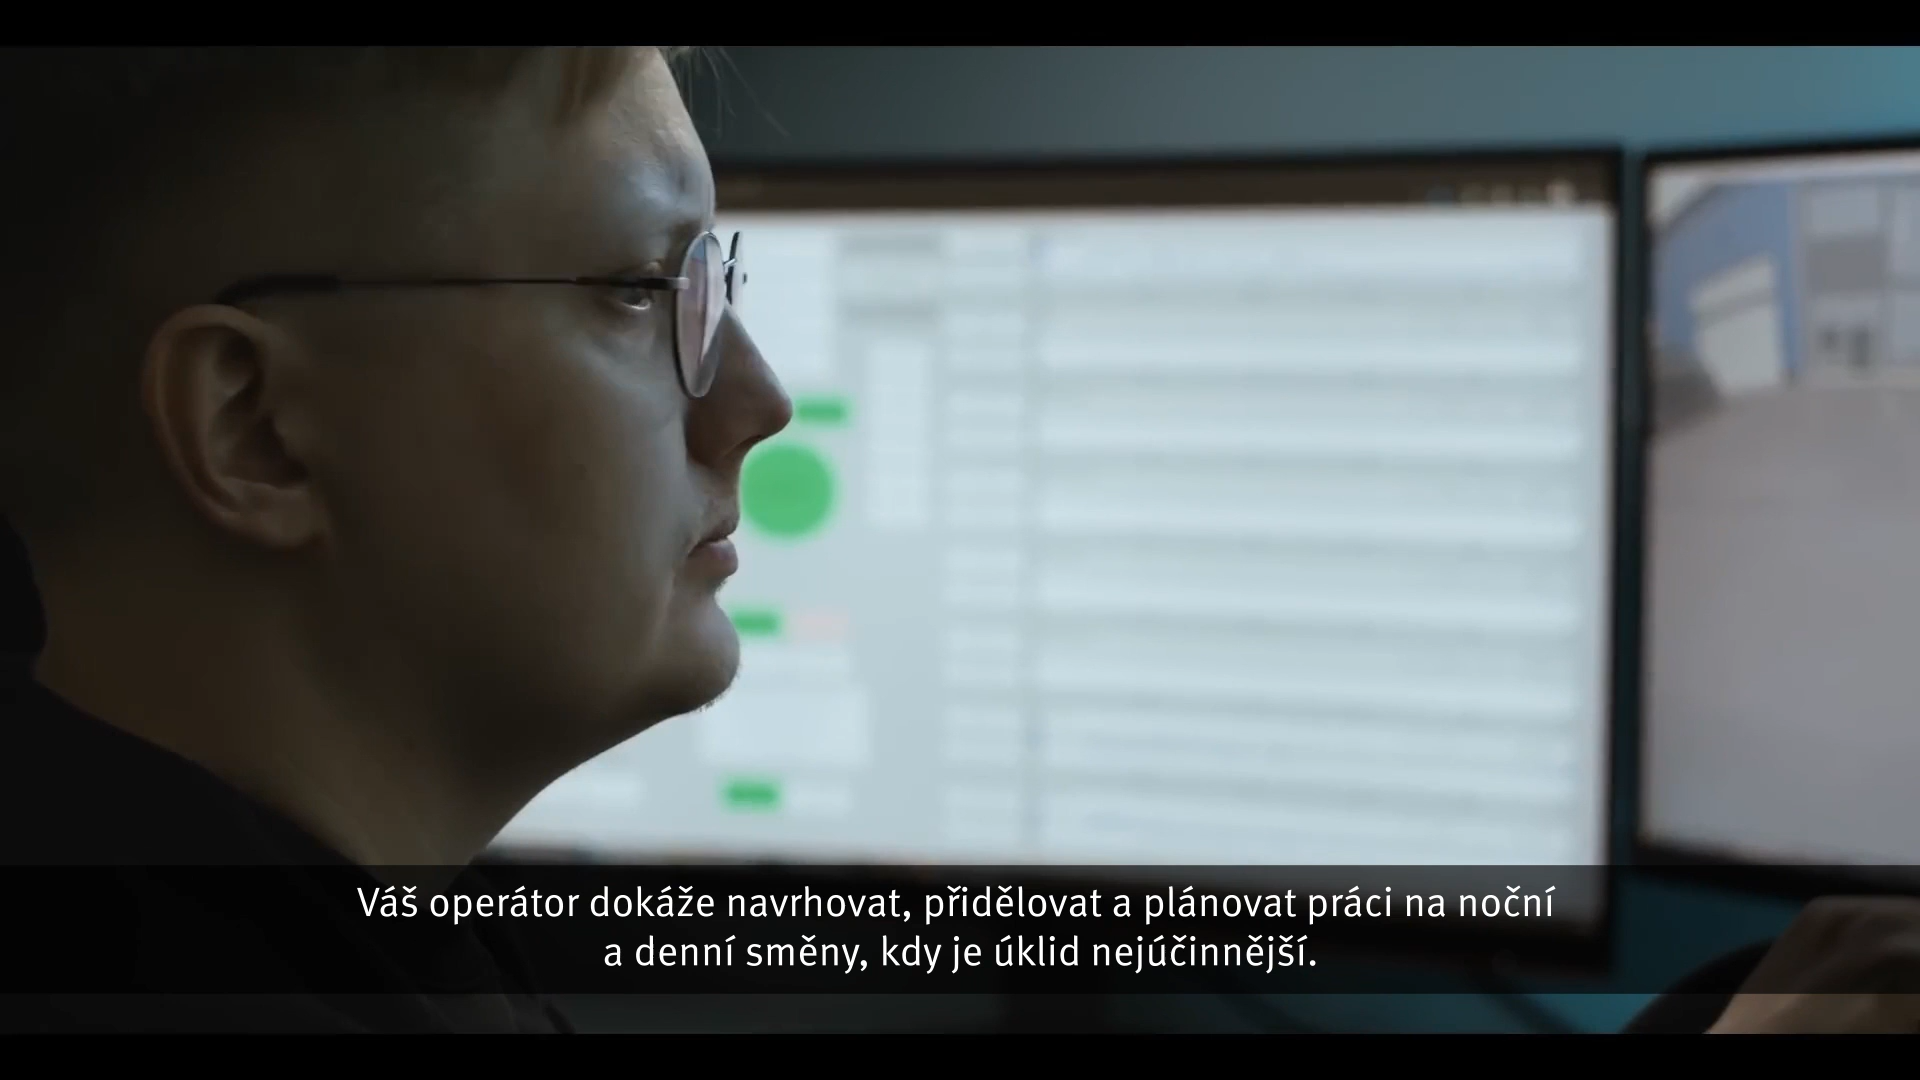 Váš operátor dokáže navrhovat, přidělovat a plánovat práci na noční
a denní směny, kdy je úklid nejúčinnější.